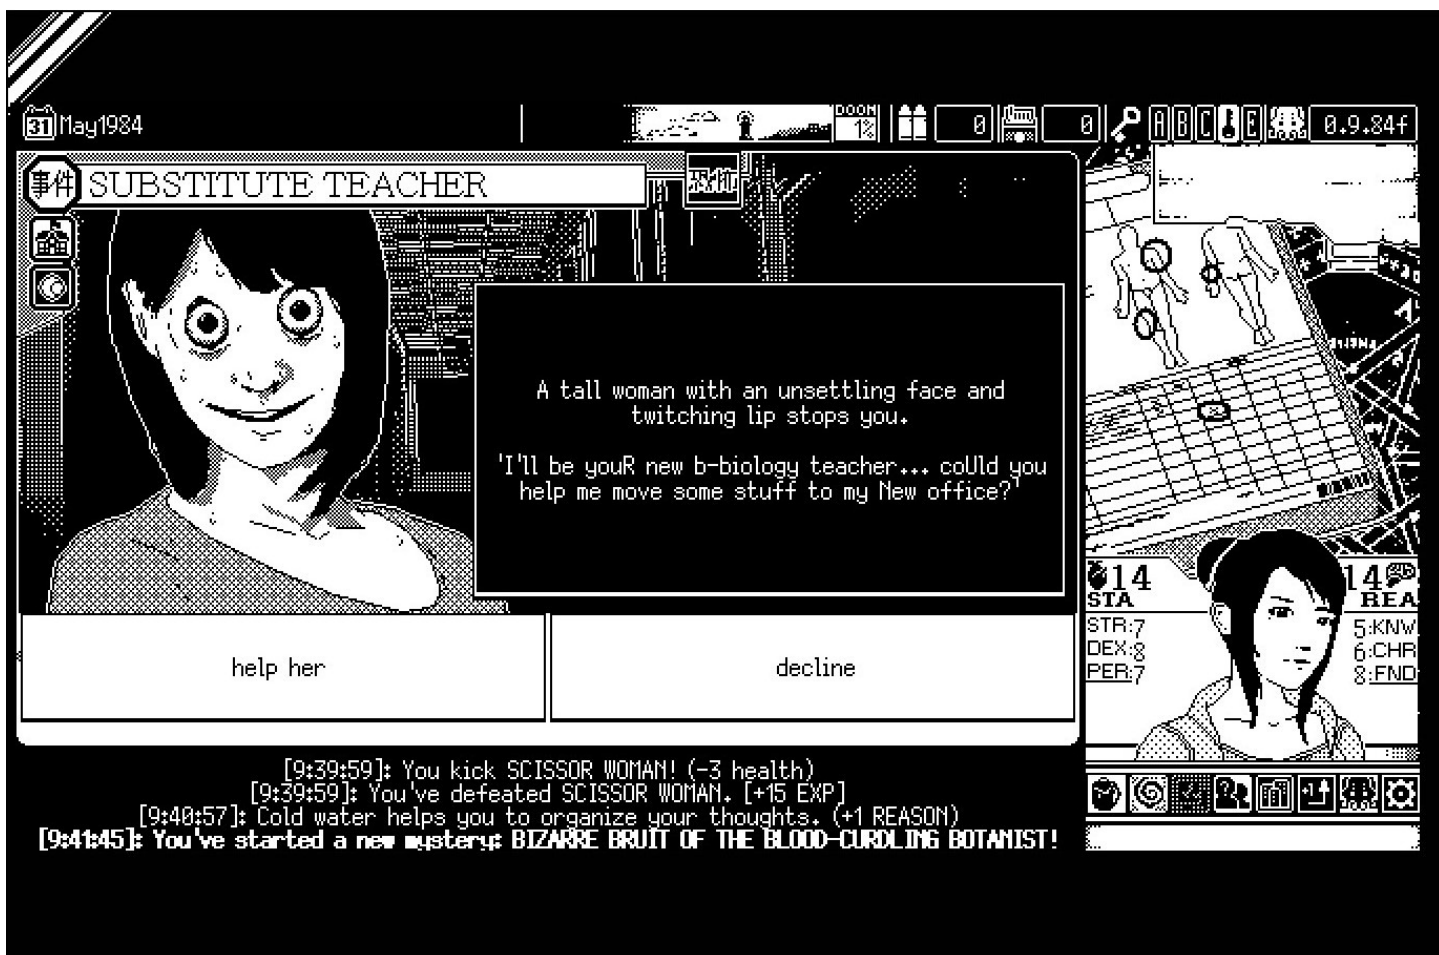 31 May1984
DOOM
1%
0
0
A B C E
0.9.84f
事件 SUBSTITUTE TEACHER
恐怖
A tall woman with an unsettling face and
twitching lip stops you.
'I'll be youR new b-biology teacher... coUld you
help me move some stuff to my New office?'
help her
decline
14
STA
14
REA
STR:7
DEX:8
PER:7
5:KNW
6:CHR
8:FND
[9:39:59]: You kick SCISSOR WOMAN! (-3 health)
[9:39:59]: You've defeated SCISSOR WOMAN. [+15 EXP]
[9:40:57]: Cold water helps you to organize your thoughts. (+1 REASON)
[9:41:45]: You've started a new mystery: BIZARRE BRUIT OF THE BLOOD-CURDLING BOTANIST!